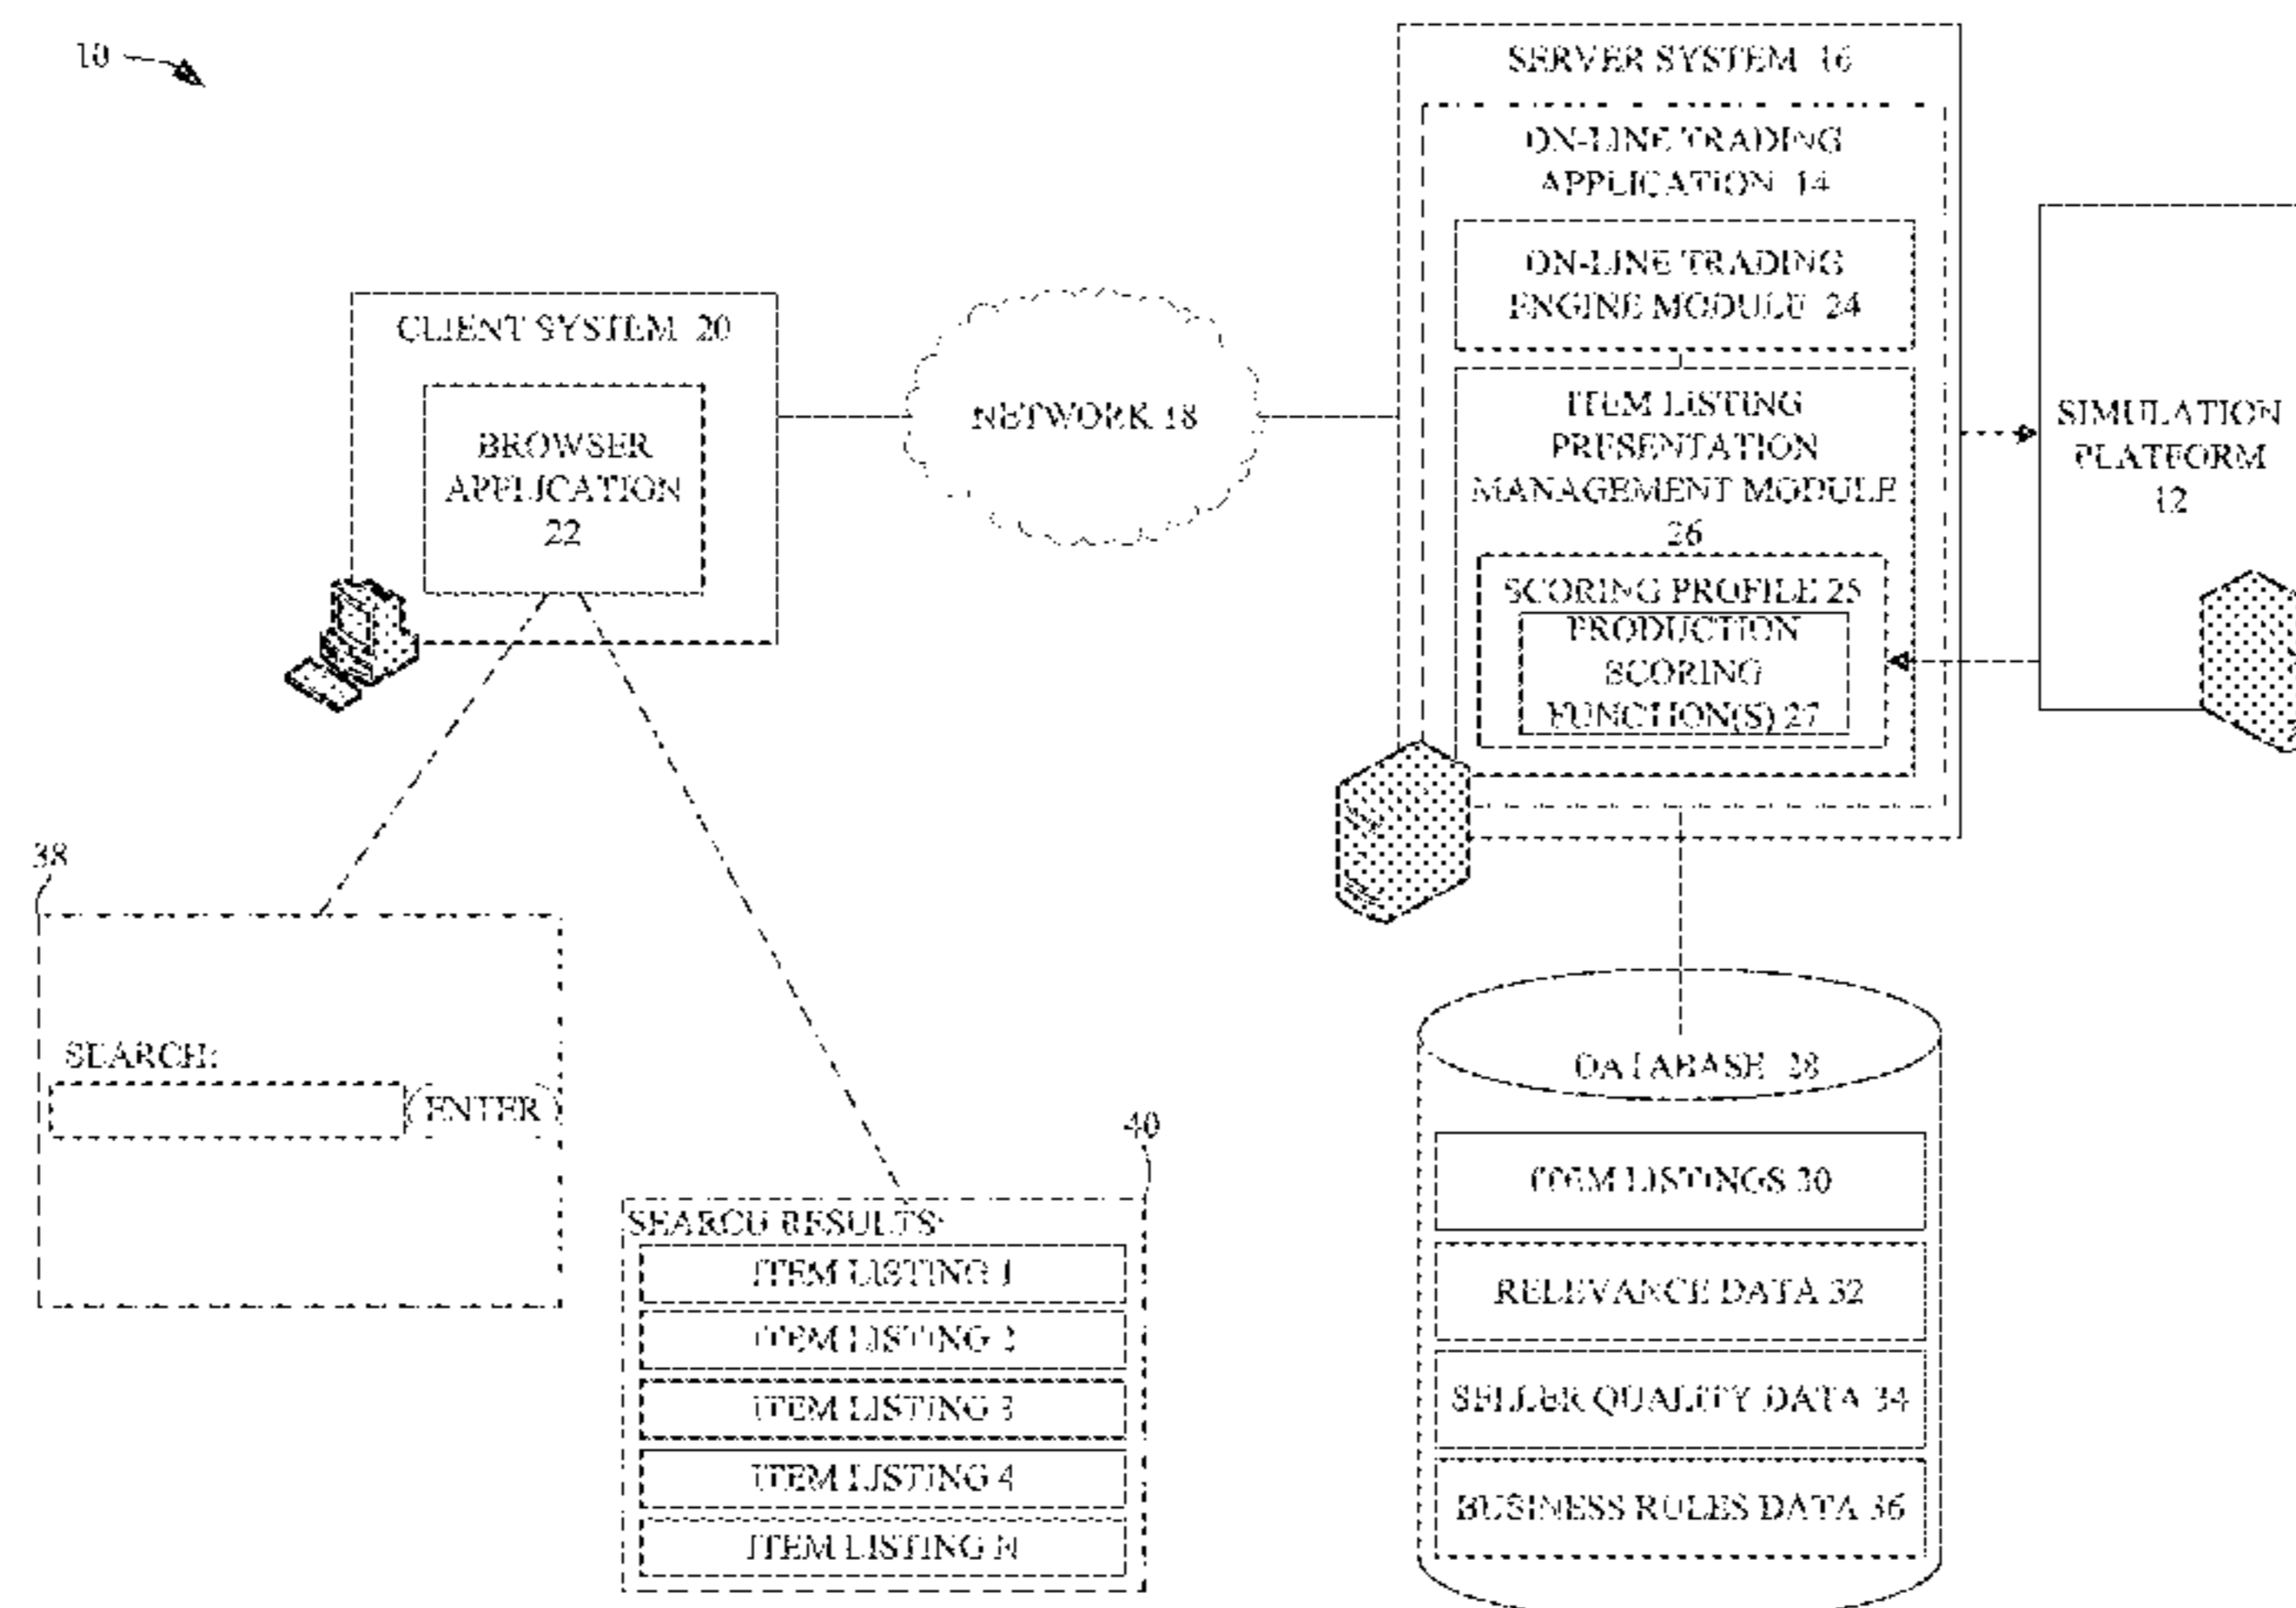 10
SERVER SYSTEM 16
ON-LINE TRADING
APPLICATION 14
ON-LINE TRADING
ENGINE MODULE 24
ITEM LISTING
PRESENTATION
MANAGEMENT MODULE
26
SCORING PROFILE 25
PRODUCTION
SCORING
FUNCTION(S) 27
SIMULATION
PLATFORM
12
CLIENT SYSTEM 20
BROWSER
APPLICATION
22
NETWORK 18
38
SEARCH:
ENTER
40
SEARCH RESULTS:
ITEM LISTING 1
ITEM LISTING 2
ITEM LISTING 3
ITEM LISTING 4
ITEM LISTING N
DATABASE 28
ITEM LISTINGS 30
RELEVANCE DATA 32
SELLER QUALITY DATA 34
BUSINESS RULES DATA 36